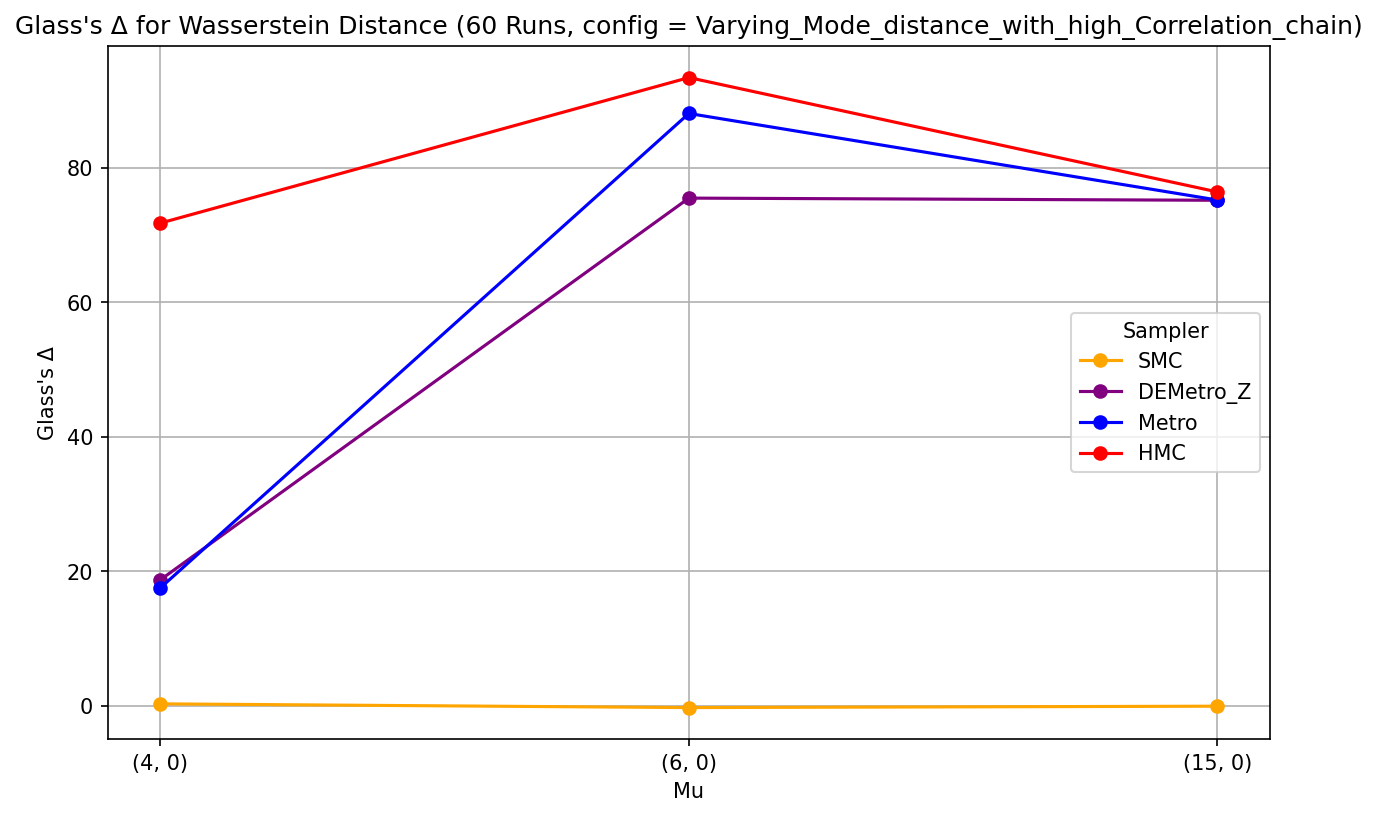 Glass's Δ for Wasserstein Distance (60 Runs, config = Varying_Mode_distance_with_high_Correlation_chain)
Glass's Δ
80
60
40
20
0
Sampler
SMC
DEMetro_Z
Metro
HMC
(4, 0)
(6, 0)
(15, 0)
Mu